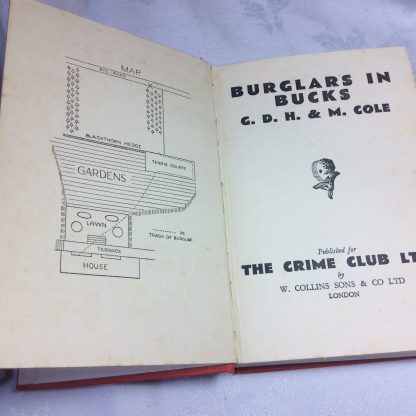 MAP
BLACKTHORN HEDGE
TENNIS COURTS
GARDENS
LAWN
TRACK OF BURGLAR
TERRACE
HOUSE
BURGLARS IN
BUCKS
G. D. H. & M. COLE
Published for
THE CRIME CLUB LT
by
W. COLLINS SONS & CO LTD
LONDON